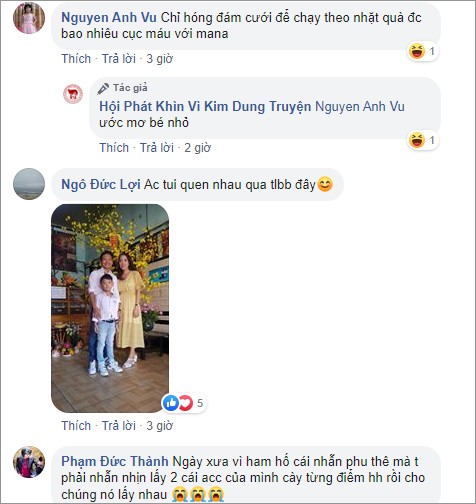 Nguyen Anh Vu Chỉ hóng đám cưới để chạy theo nhặt quà đc
bao nhiêu cục máu với mana
1
Thích · Trả lời · 3 giờ
Tác giả
Hội Phát Khìn Vì Kim Dung Truyện Nguyen Anh Vu
ước mơ bé nhỏ
1
Thích · Trả lời · 2 giờ
Ngô Đức Lợi Ac tui quen nhau qua tlbb đây😊
5
Thích · Trả lời · 3 giờ
Phạm Đức Thành Ngày xưa vì ham hố cái nhẫn phu thê mà t
phải nhẫn nhịn lấy 2 cái acc của mình cày từng điểm hh rồi cho
chúng nó lấy nhau 😭😭😭